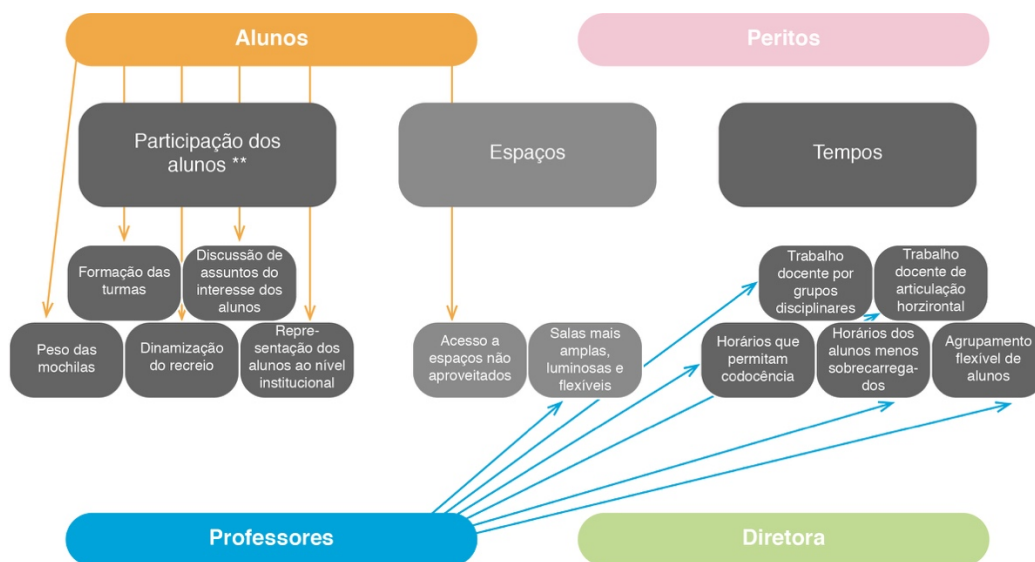 Alunos
Peritos
Participação dos
alunos **
Espaços
Tempos
Formação das
turmas
Discussão de
assuntos do
interesse dos
alunos
Trabalho
docente por
grupos
disciplinares
Trabalho
docente de
articulação
horzirontal
Peso das
mochilas
Dinamização
do recreio
Repre-
sentação dos
alunos ao nível
institucional
Acesso a
espaços não
aproveitados
Salas mais
amplas,
luminosas e
flexíveis
Horários que
permitam
codocência
Horários dos
alunos menos
sobrecarrega-
dos
Agrupamento
flexível de
alunos
Professores
Diretora